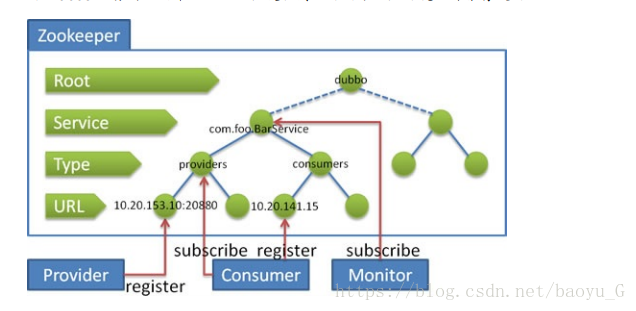 Zookeeper
Root
dubbo
Service
com.foo.BarService
Type
providers
consumers
URL
10.20.153.10:20880
10.20.141.15
subscribe
register
subscribe
Provider
register
Consumer
Monitor
https://blog.csdn.net/baoyu_G